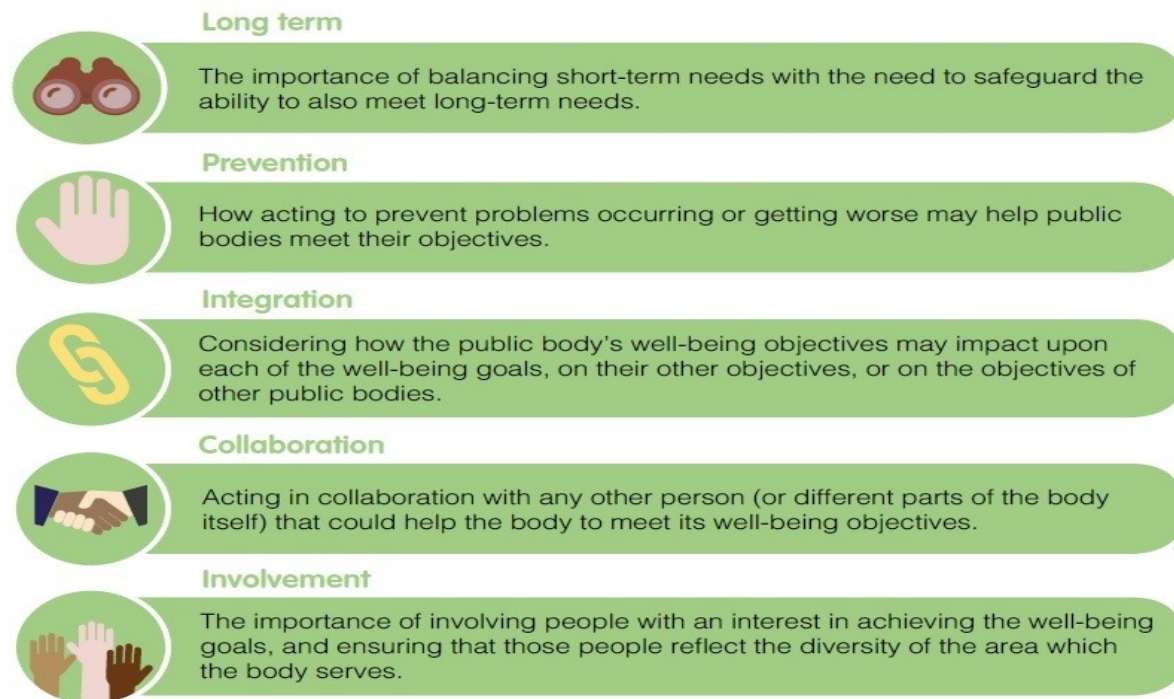 Long term
The importance of balancing short-term needs with the need to safeguard the
ability to also meet long-term needs.
Prevention
How acting to prevent problems occurring or getting worse may help public
bodies meet their objectives.
Integration
Considering how the public body’s well-being objectives may impact upon
each of the well-being goals, on their other objectives, or on the objectives of
other public bodies.
Collaboration
Acting in collaboration with any other person (or different parts of the body
itself) that could help the body to meet its well-being objectives.
Involvement
The importance of involving people with an interest in achieving the well-being
goals, and ensuring that those people reflect the diversity of the area which
the body serves.